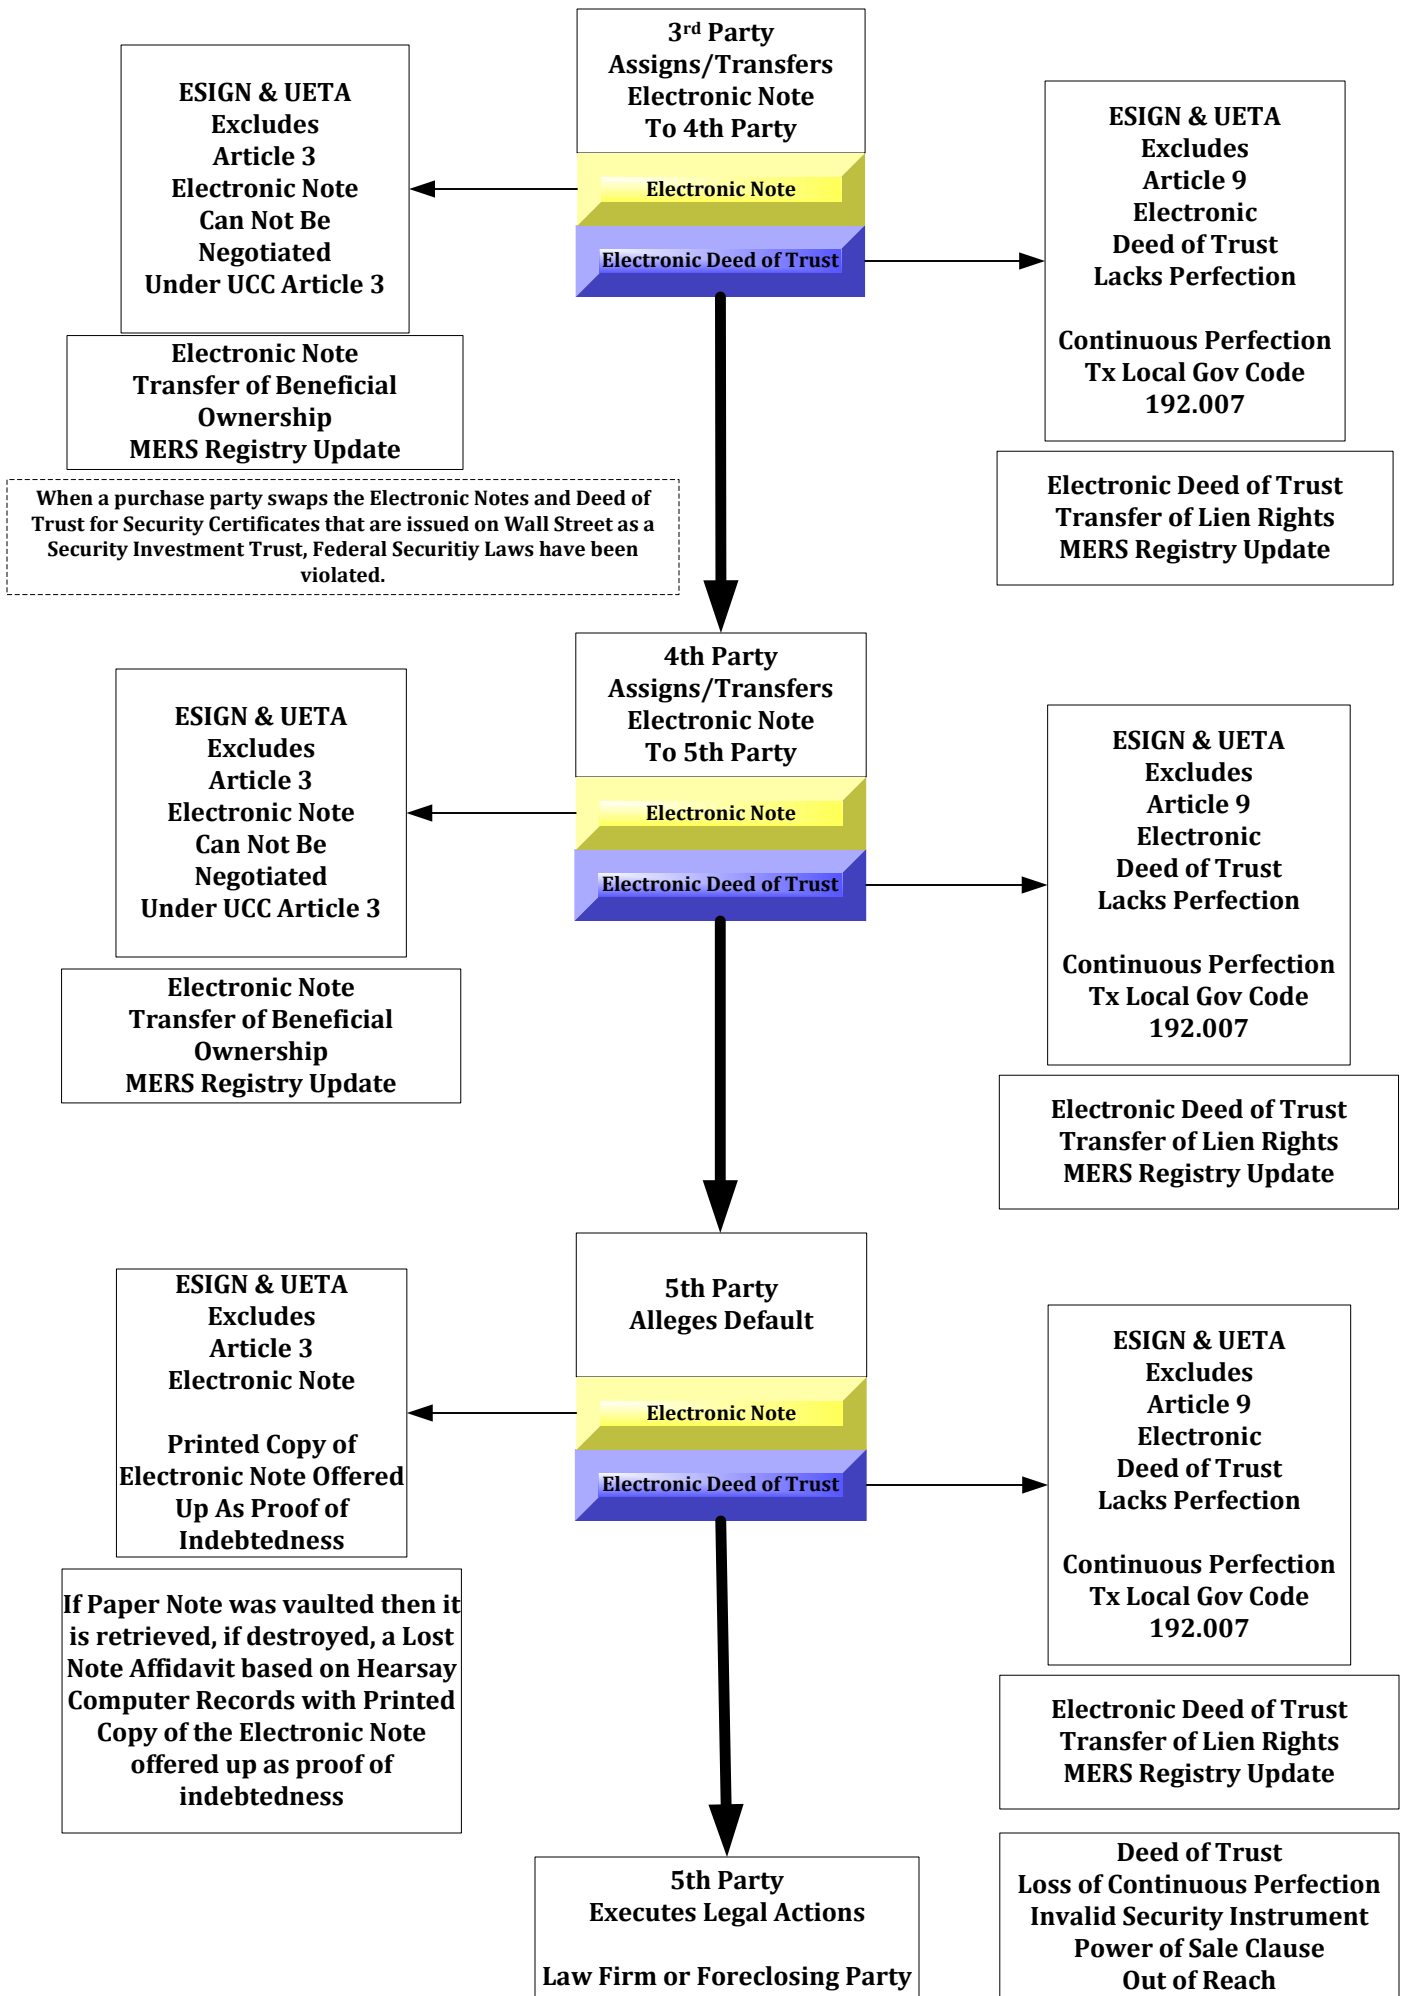 3rd Party
Assigns/Transfers
Electronic Note
To 4th Party
ESIGN & UETA
Excludes
Article 3
Electronic Note
Can Not Be
Negotiated
Under UCC Article 3
Electronic Note
Electronic Deed of Trust
ESIGN & UETA
Excludes
Article 9
Electronic
Deed of Trust
Lacks Perfection
Continuous Perfection
Tx Local Gov Code
192.007
Electronic Note
Transfer of Beneficial
Ownership
MERS Registry Update
Electronic Deed of Trust
Transfer of Lien Rights
MERS Registry Update
When a purchase party swaps the Electronic Notes and Deed of
Trust for Security Certificates that are issued on Wall Street as a
Security Investment Trust, Federal Securitiy Laws have been
violated.
4th Party
Assigns/Transfers
Electronic Note
To 5th Party
ESIGN & UETA
Excludes
Article 3
Electronic Note
Can Not Be
Negotiated
Under UCC Article 3
Electronic Note
Electronic Deed of Trust
ESIGN & UETA
Excludes
Article 9
Electronic
Deed of Trust
Lacks Perfection
Continuous Perfection
Tx Local Gov Code
192.007
Electronic Note
Transfer of Beneficial
Ownership
MERS Registry Update
Electronic Deed of Trust
Transfer of Lien Rights
MERS Registry Update
5th Party
Alleges Default
ESIGN & UETA
Excludes
Article 3
Electronic Note
Printed Copy of
Electronic Note Offered
Up As Proof of
Indebtedness
Electronic Note
Electronic Deed of Trust
ESIGN & UETA
Excludes
Article 9
Electronic
Deed of Trust
Lacks Perfection
Continuous Perfection
Tx Local Gov Code
192.007
If Paper Note was vaulted then it
is retrieved, if destroyed, a Lost
Note Affidavit based on Hearsay
Computer Records with Printed
Copy of the Electronic Note
offered up as proof of
indebtedness
Electronic Deed of Trust
Transfer of Lien Rights
MERS Registry Update
5th Party
Executes Legal Actions
Law Firm or Foreclosing Party
Deed of Trust
Loss of Continuous Perfection
Invalid Security Instrument
Power of Sale Clause
Out of Reach